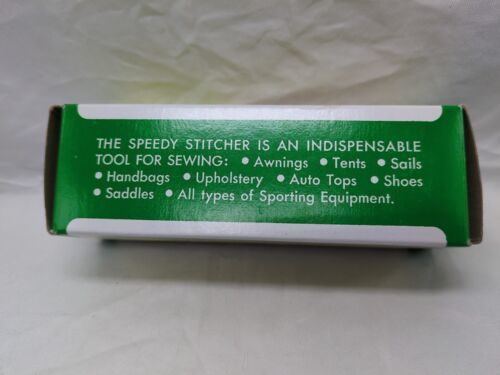 THE SPEEDY STITCHER IS AN INDISPENSABLE
TOOL FOR SEWING: • Awnings • Tents • Sails
• Handbags • Upholstery • Auto Tops • Shoes
• Saddles • All types of Sporting Equipment.